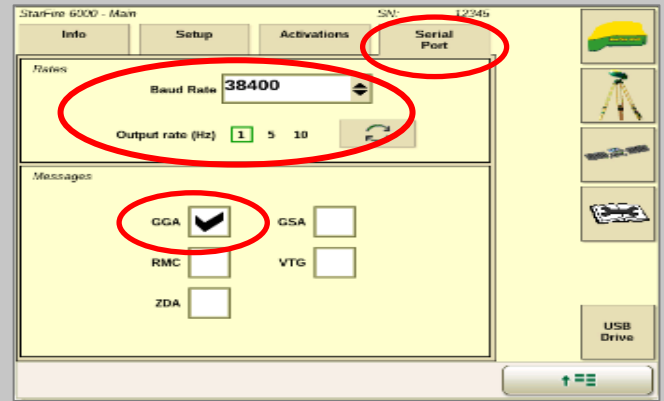 StarFire 6000 - Main SN: 12345
Info Setup Activations Serial Port
Rates
Baud Rate 38400
Output rate (Hz) 1 5 10
Messages
GGA GSA
RMC VTG
ZDA
USB
Drive